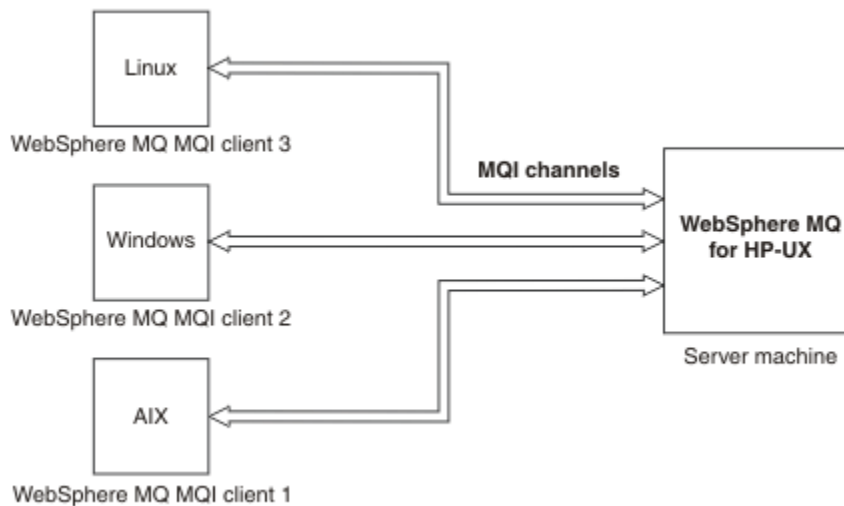 Linux
WebSphere MQ MQI client 3
MQI channels
WebSphere MQ
for HP-UX
Windows
WebSphere MQ MQI client 2
Server machine
AIX
WebSphere MQ MQI client 1